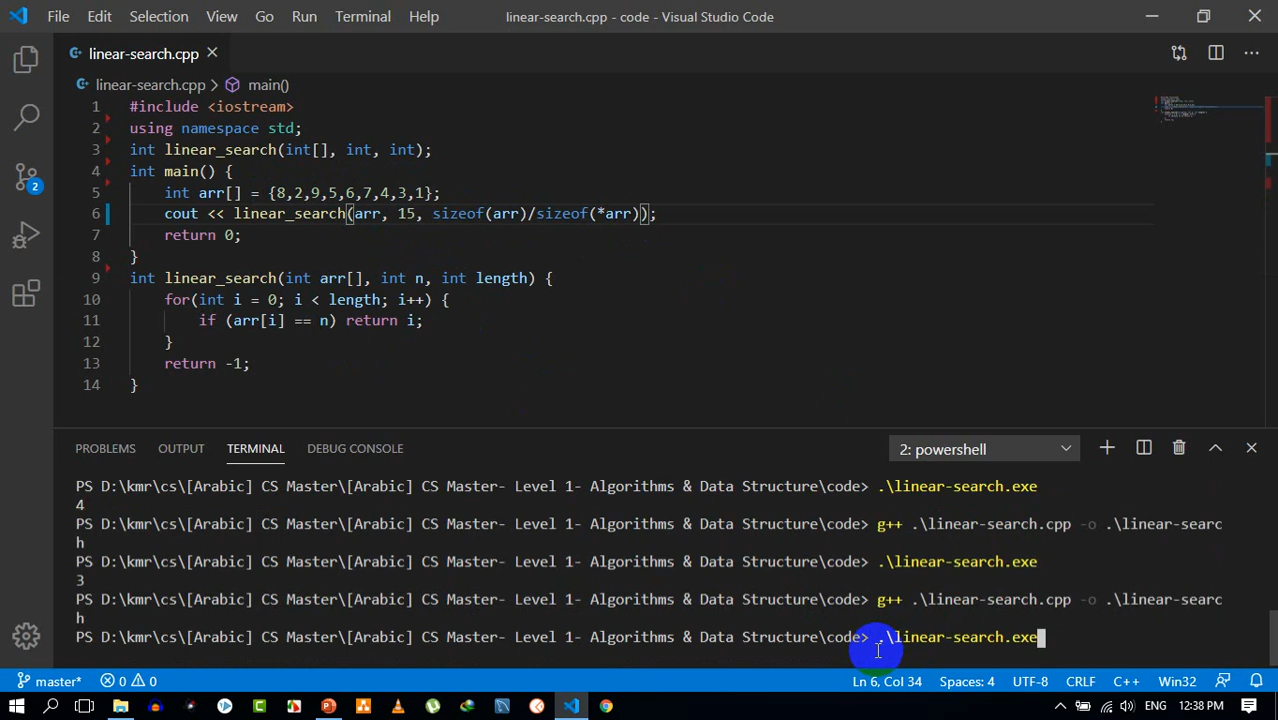 File Edit Selection View Go Run Terminal Help linear-search.cpp - code - Visual Studio Code
linear-search.cpp
linear-search.cpp > main()
1 #include <iostream>
2 using namespace std;
3 int linear_search(int[], int, int);
4 int main() {
5     int arr[] = {8,2,9,5,6,7,4,3,1};
6     cout << linear_search(arr, 15, sizeof(arr)/sizeof(*arr));
7     return 0;
8 }
9 int linear_search(int arr[], int n, int length) {
10     for(int i = 0; i < length; i++) {
11         if (arr[i] == n) return i;
12     }
13     return -1;
14 }
2
PROBLEMS OUTPUT TERMINAL DEBUG CONSOLE 2: powershell
PS D:\kmr\cs\[Arabic] CS Master\[Arabic] CS Master- Level 1- Algorithms & Data Structure\code> .\linear-search.exe
4
PS D:\kmr\cs\[Arabic] CS Master\[Arabic] CS Master- Level 1- Algorithms & Data Structure\code> g++ .\linear-search.cpp -o .\linear-searc
h
PS D:\kmr\cs\[Arabic] CS Master\[Arabic] CS Master- Level 1- Algorithms & Data Structure\code> .\linear-search.exe
3
PS D:\kmr\cs\[Arabic] CS Master\[Arabic] CS Master- Level 1- Algorithms & Data Structure\code> g++ .\linear-search.cpp -o .\linear-searc
h
PS D:\kmr\cs\[Arabic] CS Master\[Arabic] CS Master- Level 1- Algorithms & Data Structure\code> .\linear-search.exe
master* 0 0 Ln 6, Col 34 Spaces: 4 UTF-8 CRLF C++ Win32
ENG 12:38 PM